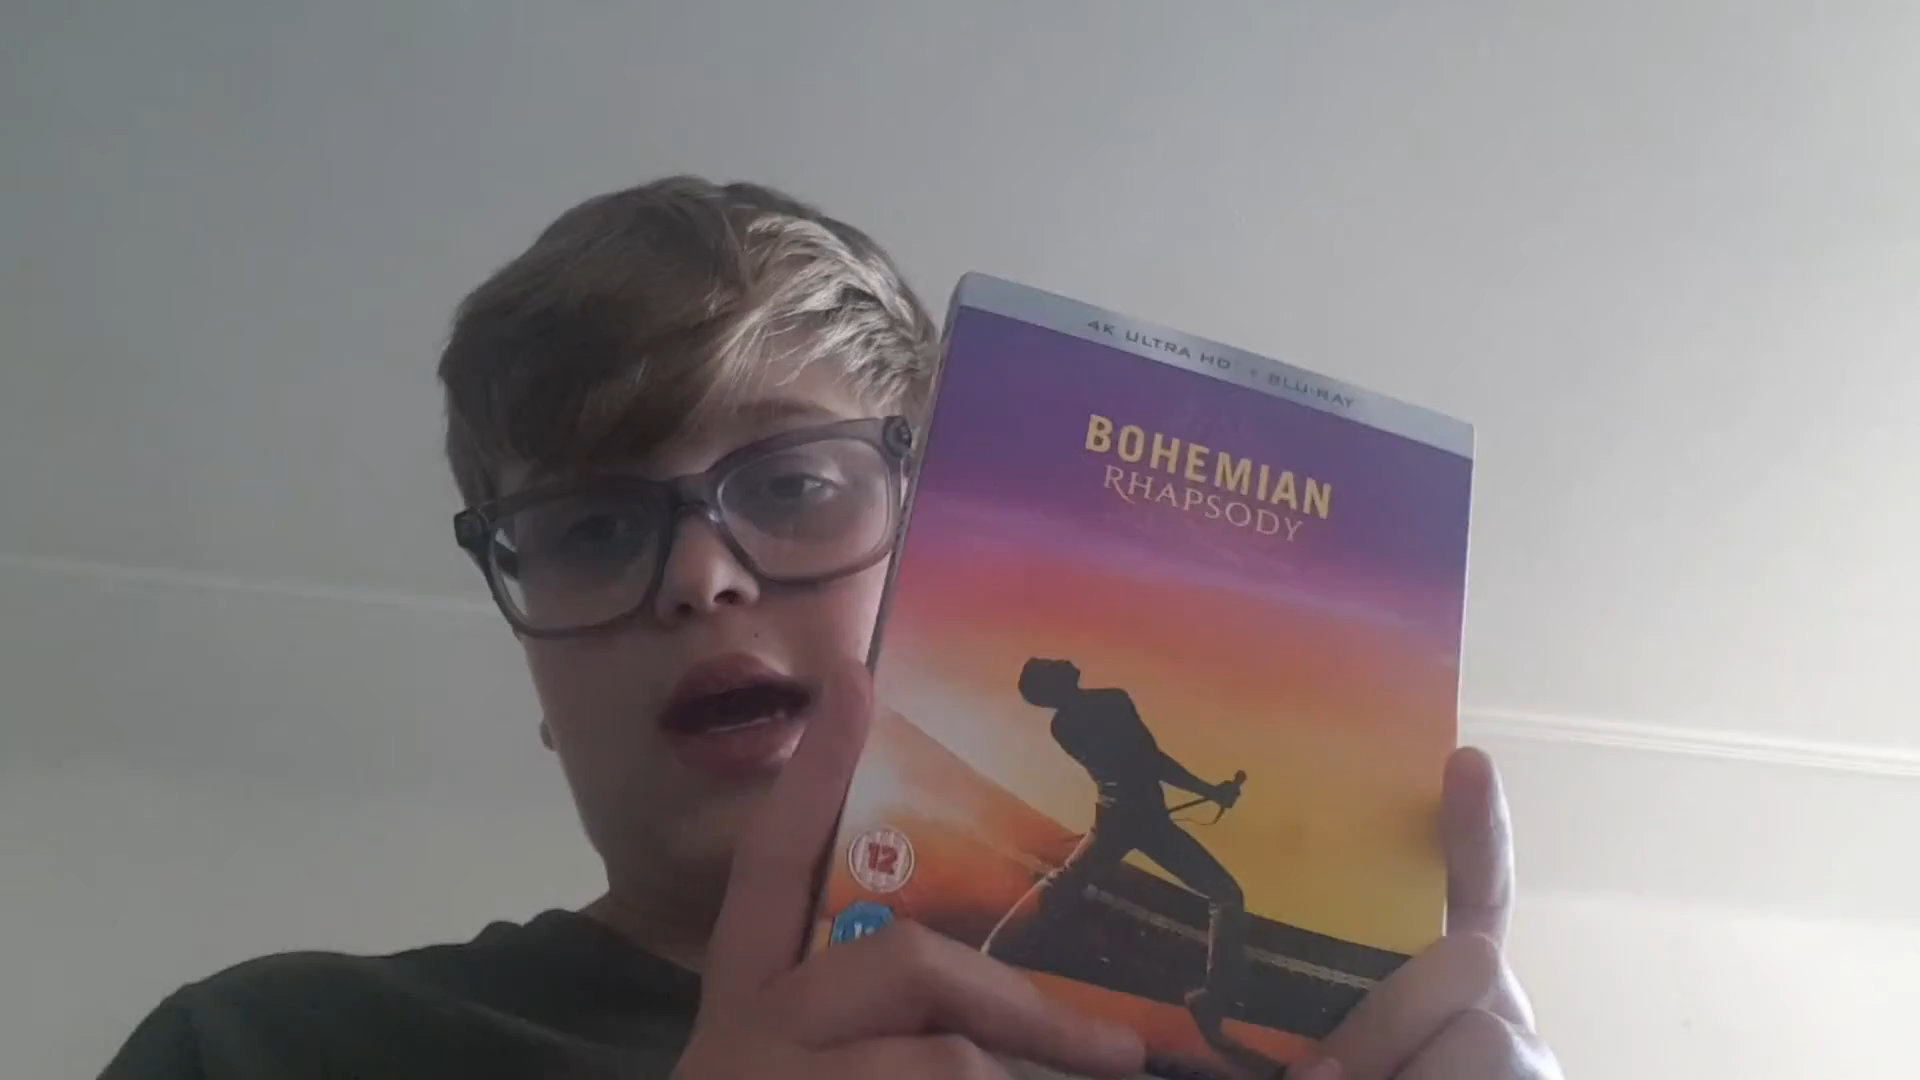 4K ULTRA HD + BLU-RAY
BOHEMIAN
RHAPSODY
12